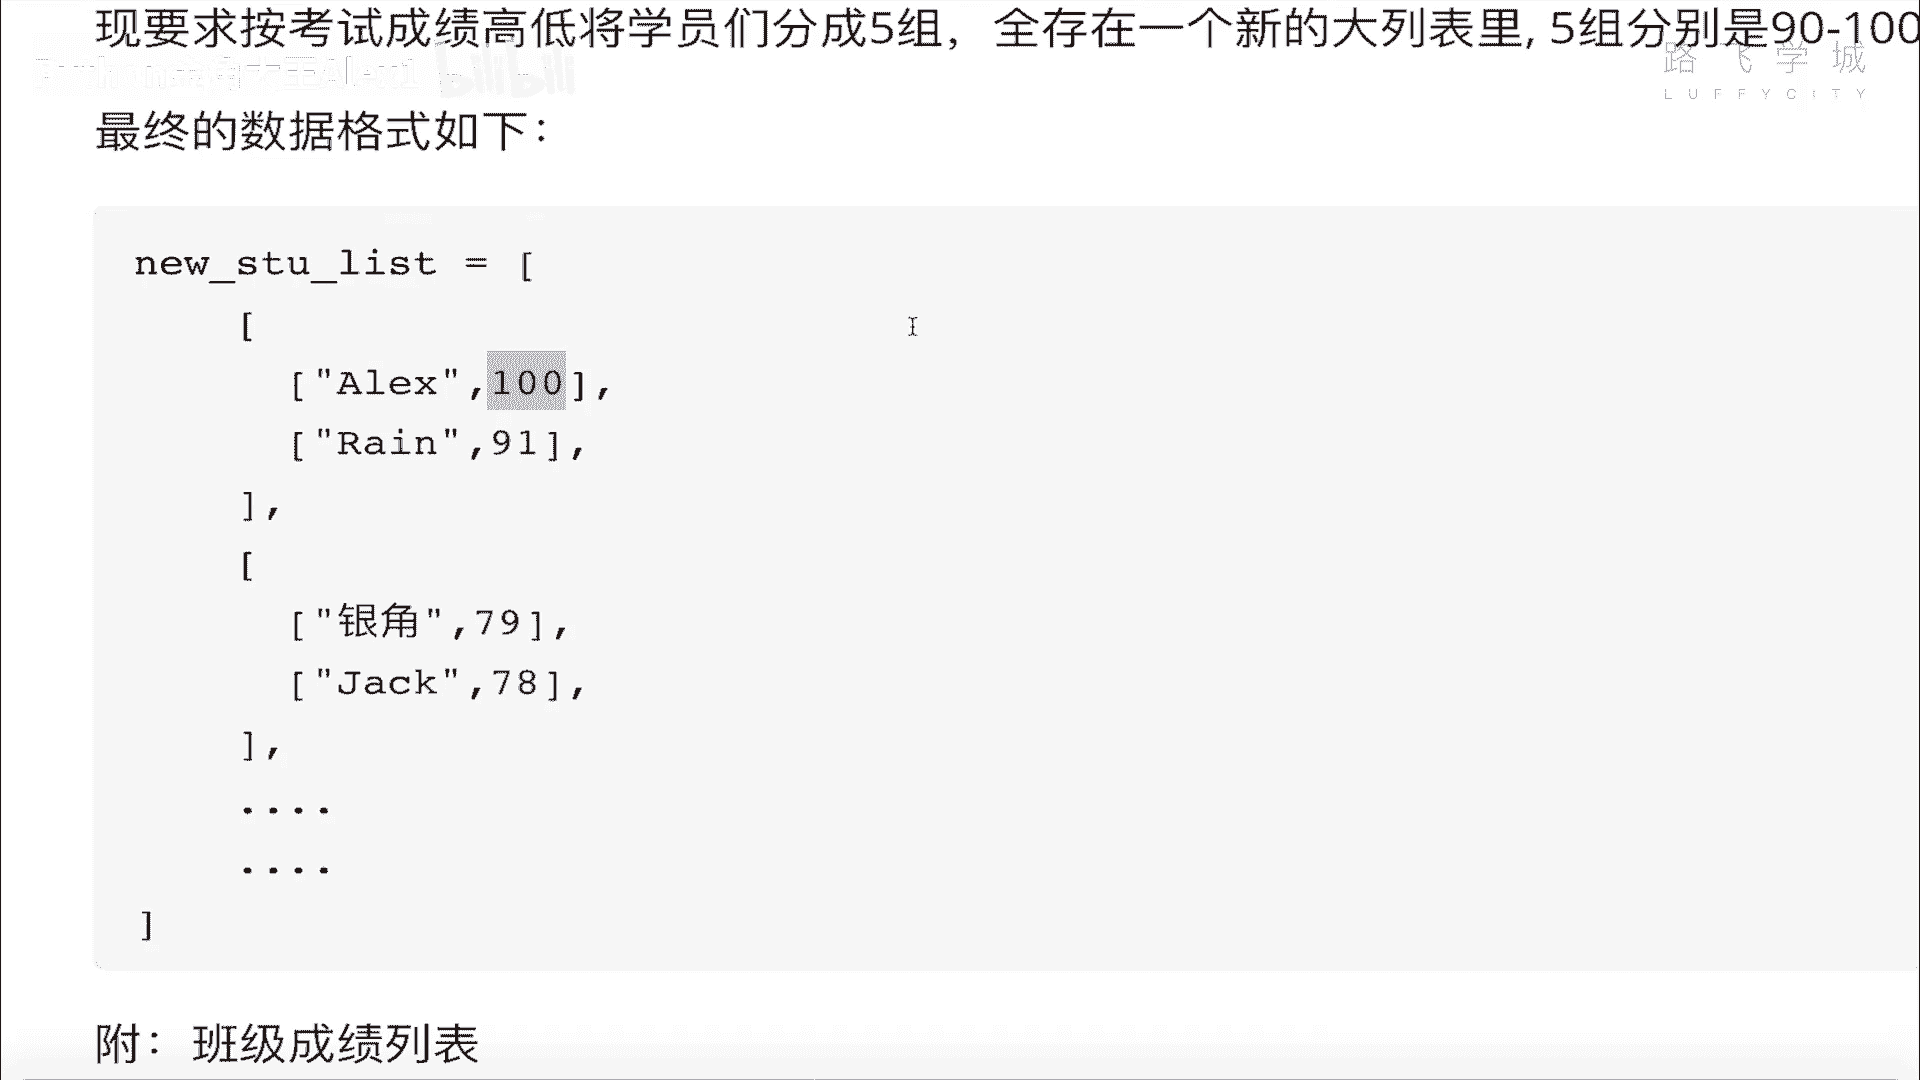 现要求按考试成绩高低将学员们分成5组，全存在一个新的大列表里, 5组分别是90-100
路飞学城
LUFFYCITY
bilibili
最终的数据格式如下：
new_stu_list = [
[
["Alex",100],
["Rain",91],
],
[
["银角",79],
["Jack",78],
],
....
....
]
附：班级成绩列表